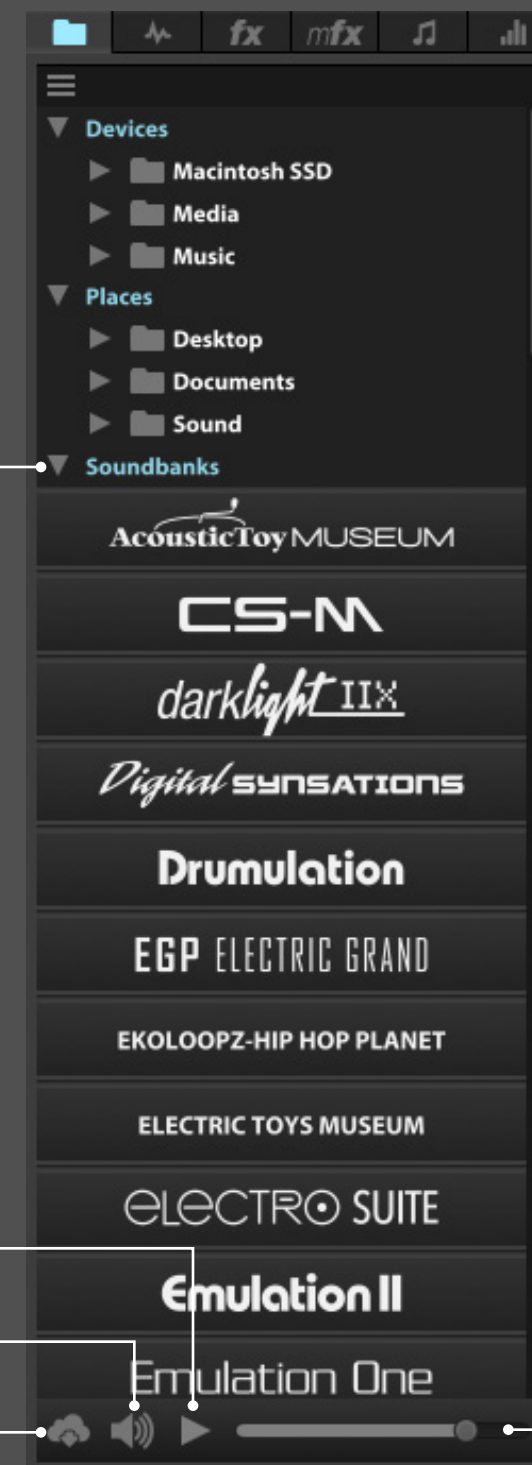 fx mfx
Devices
Macintosh SSD
Media
Music
Places
Desktop
Documents
Sound
Soundbanks
AcousticToy MUSEUM
CS-M
darklight IIx
Digital SYNSATIONS
Drumulation
EGP ELECTRIC GRAND
EKOLOOPZ-HIP HOP PLANET
ELECTRIC TOYS MUSEUM
ELECTRO SUITE
Emulation II
Emulation One